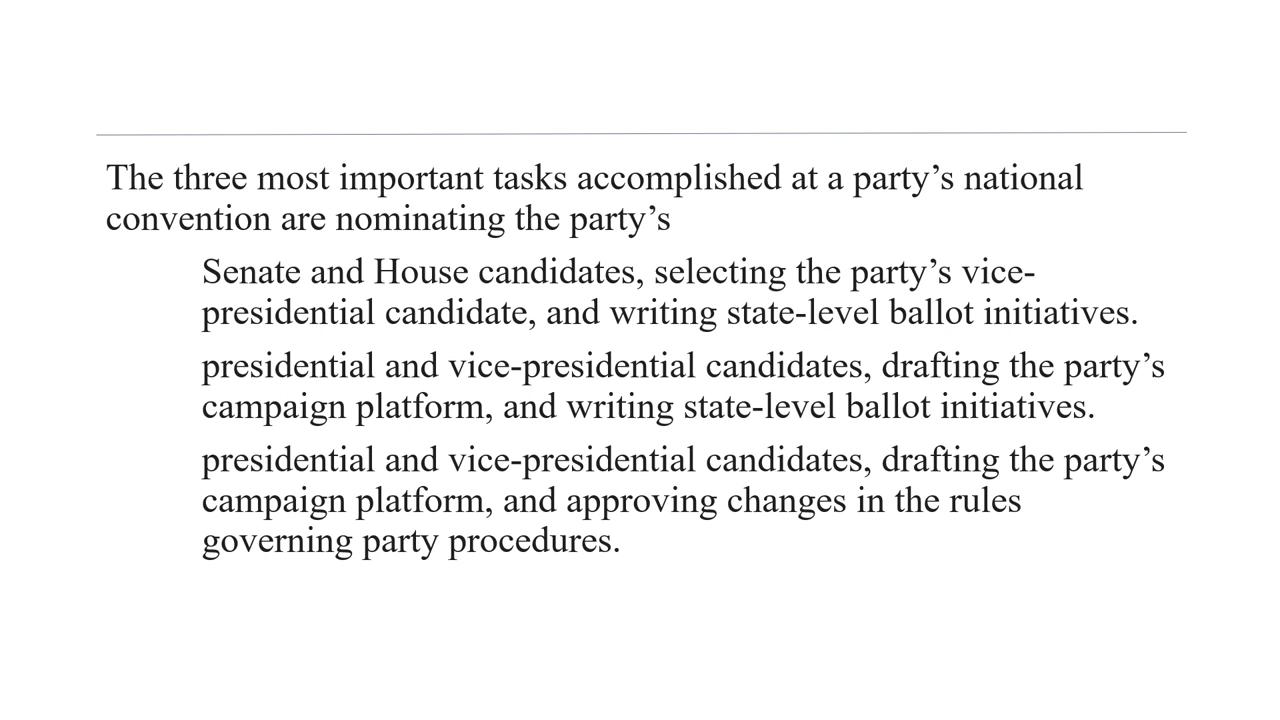 The three most important tasks accomplished at a party’s national
convention are nominating the party’s
Senate and House candidates, selecting the party’s vice-
presidential candidate, and writing state-level ballot initiatives.
presidential and vice-presidential candidates, drafting the party’s
campaign platform, and writing state-level ballot initiatives.
presidential and vice-presidential candidates, drafting the party’s
campaign platform, and approving changes in the rules
governing party procedures.